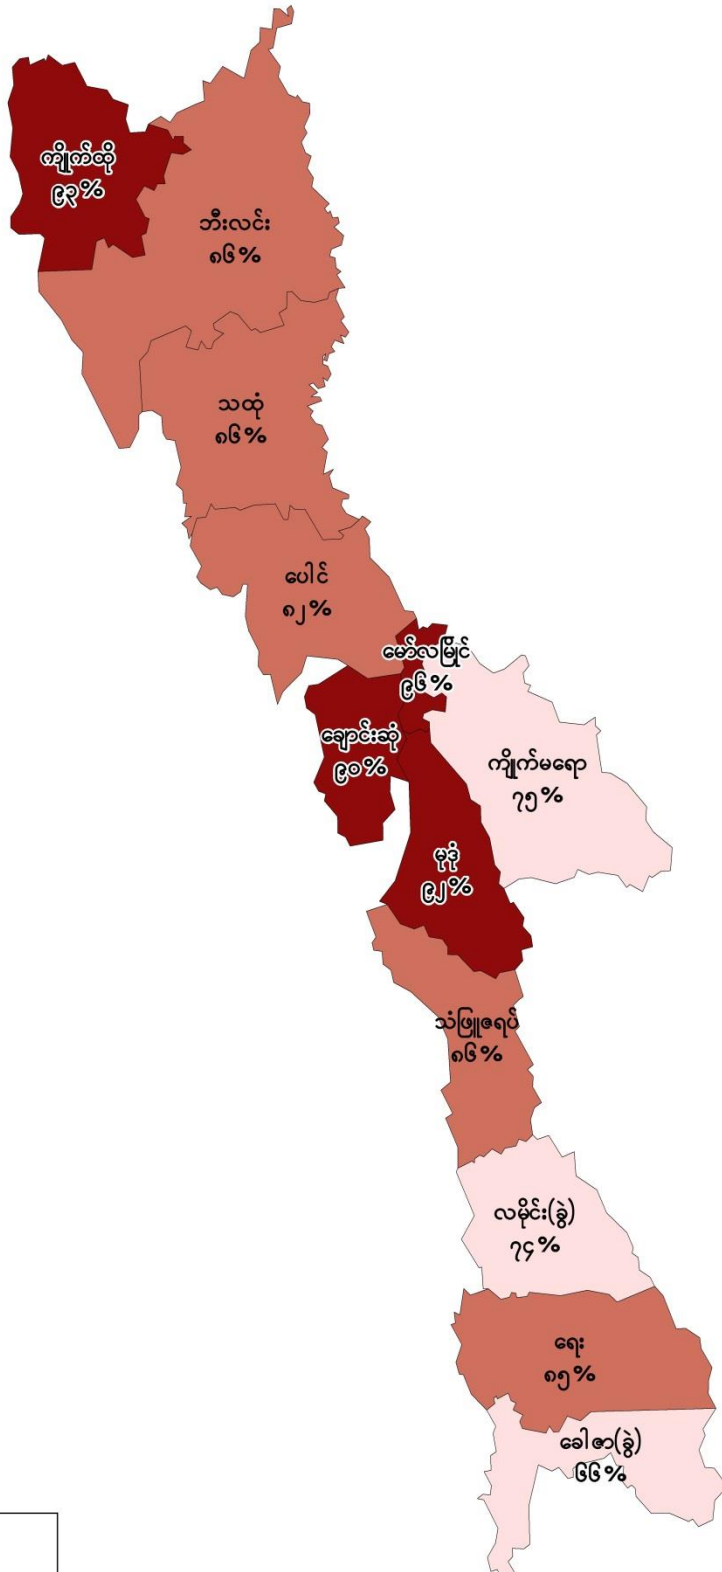 ကျိုက်ထို
၉၃%
ဘီးလင်း
၈၆%
သထုံ
၈၆%
ပေါင်
၈၂%
မော်လမြိုင်
၉၆%
ချောင်းဆုံ
၉၀%
ကျိုက်မရော
၇၅%
မုဒုံ
၉၂%
သံဖြူဇရပ်
၈၆%
လမိုင်း(ခွဲ)
၇၄%
ရေး
၈၅%
ခေါဇာ(ခွဲ)
၆၆%